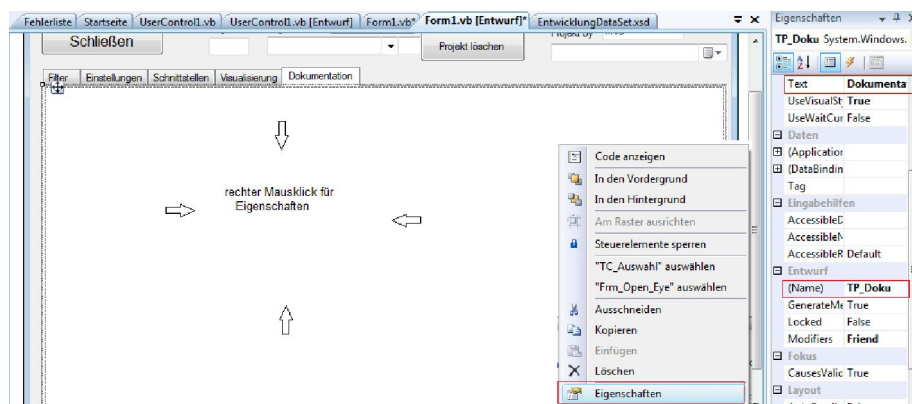 Fehlerliste Startseite UserControl1.vb UserControl1.vb [Entwurf] Form1.vb* Form1.vb [Entwurf]* EntwicklungDataSet.xsd
Schließen
Projekt löschen
Filter Einstellungen Schnittstellen Visualisierung Dokumentation
rechter Mausklick für
Eigenschaften
Code anzeigen
In den Vordergrund
In den Hintergrund
Am Raster ausrichten
Steuerelemente sperren
"TC_Auswahl" auswählen
"Frm_Open_Eye" auswählen
Ausschneiden
Kopieren
Einfügen
Löschen
Eigenschaften
Eigenschaften
TP_Doku System.Windows.
Text Dokumenta
UseVisualSt True
UseWaitCur False
Daten
(Application
(DataBindin
Tag
Eingabehilfen
AccessibleD
AccessibleN
AccessibleR Default
Entwurf
(Name) TP_Doku
GenerateMe True
Locked False
Modifiers Friend
Fokus
CausesValic True
Layout